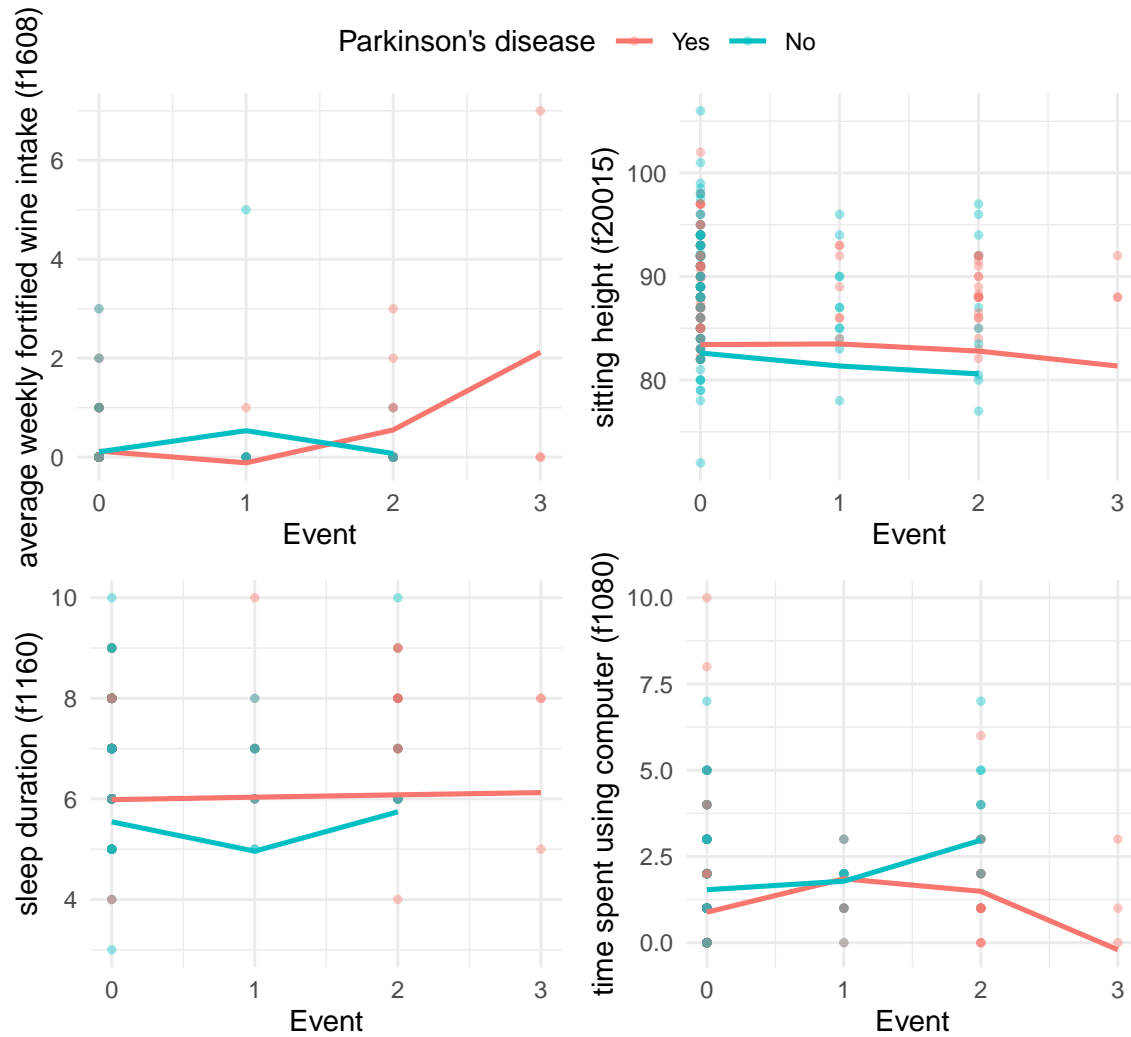 Parkinson's disease Yes No
average weekly fortified wine intake (f1608)
6
4
2
0
0 1 2 3
Event
sitting height (f20015)
100
90
80
0 1 2 3
Event
sleep duration (f1160)
10
8
6
4
0 1 2 3
Event
time spent using computer (f1080)
10.0
7.5
5.0
2.5
0.0
0 1 2 3
Event